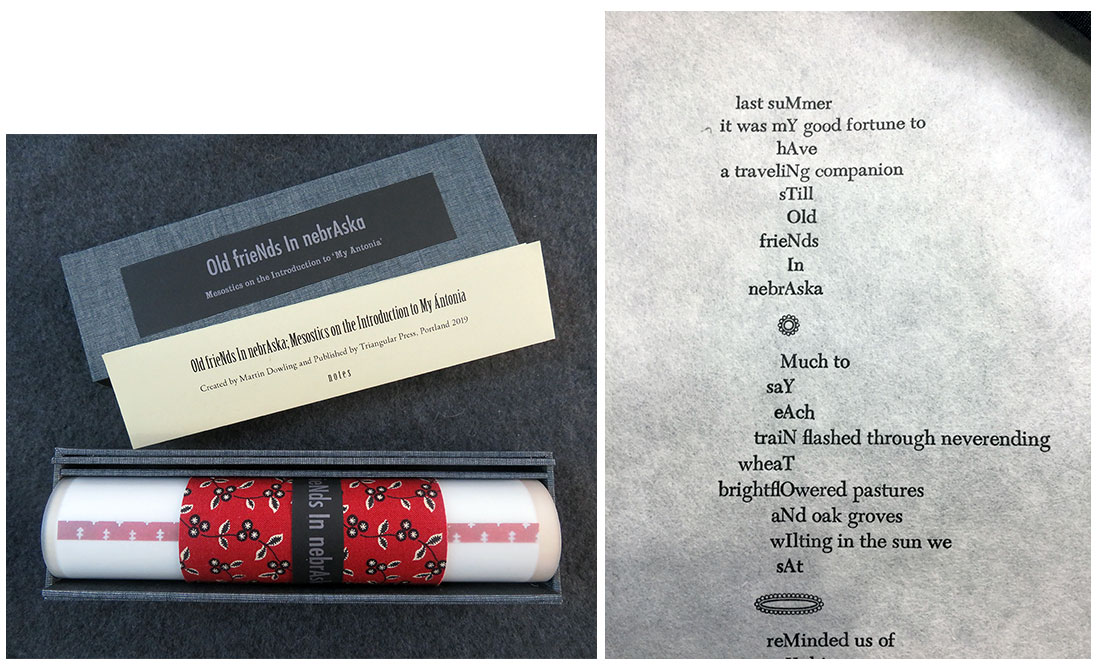 Old frieNds In nebrAska
Mesostics on the Introduction to 'My Antonia'
Old frieNds In nebrAska: Mesostics on the Introduction to My Ántonia
Created by Martin Dowling and Published by Triangular Press, Portland 2019
notes
ieNds In nebrAs
last suMmer
it was mY good fortune to
hAve
a traveliNg companion
sTill
Old
frieNds
In
nebrAska
Much to
saY
eAch
traiN flashed through neverending
wheaT
brightflOwered pastures
aNd oak groves
wIlting in the sun we
sAt
reMinded us of